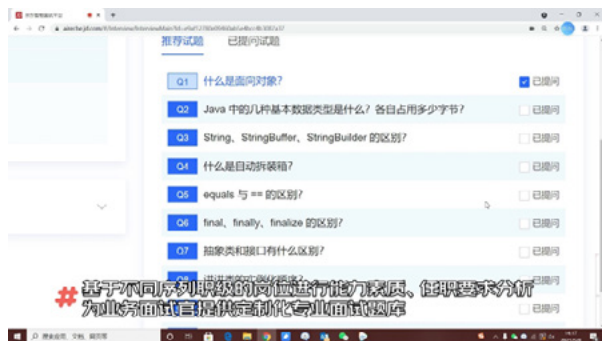 推荐试题 已提问试题
Q1 什么是面向对象? 已提问
Q2 Java 中的几种基本数据类型是什么? 各自占用多少字节? 已提问
Q3 String、StringBuffer、StringBuilder 的区别? 已提问
Q4 什么是自动拆装箱? 已提问
Q5 equals 与 == 的区别? 已提问
Q6 final、finally、finalize 的区别? 已提问
Q7 抽象类和接口有什么区别? 已提问
已提问
# 基于不同序列职级的岗位进行能力素质、任职要求分析
为业务面试官提供定制化专业面试题库